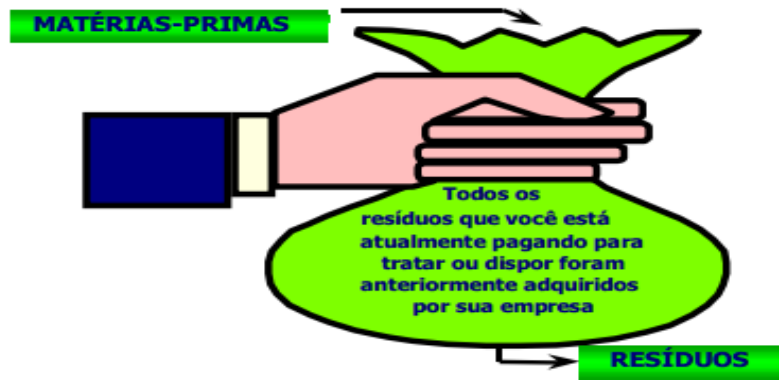 MATÉRIAS-PRIMAS
Todos os
resíduos que você está
atualmente pagando para
tratar ou dispor foram
anteriormente adquiridos
por sua empresa
RESÍDUOS